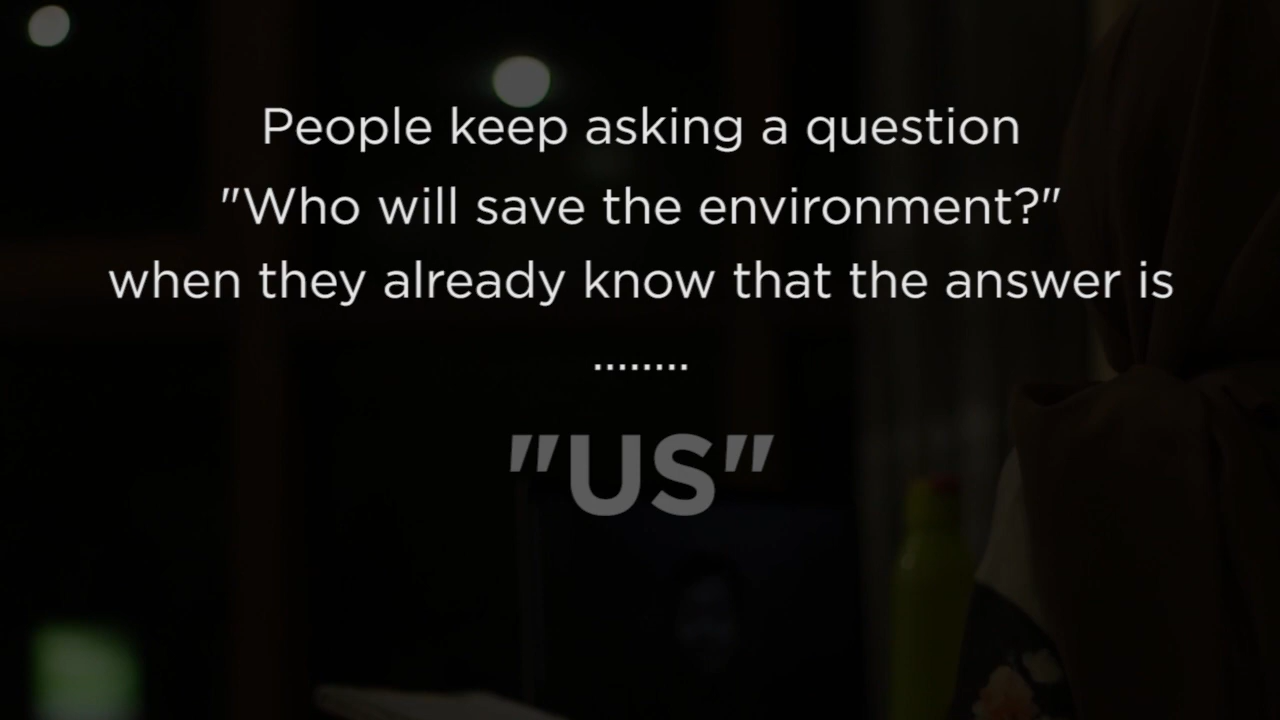 People keep asking a question
"Who will save the environment?"
when they already know that the answer is
........
"US"